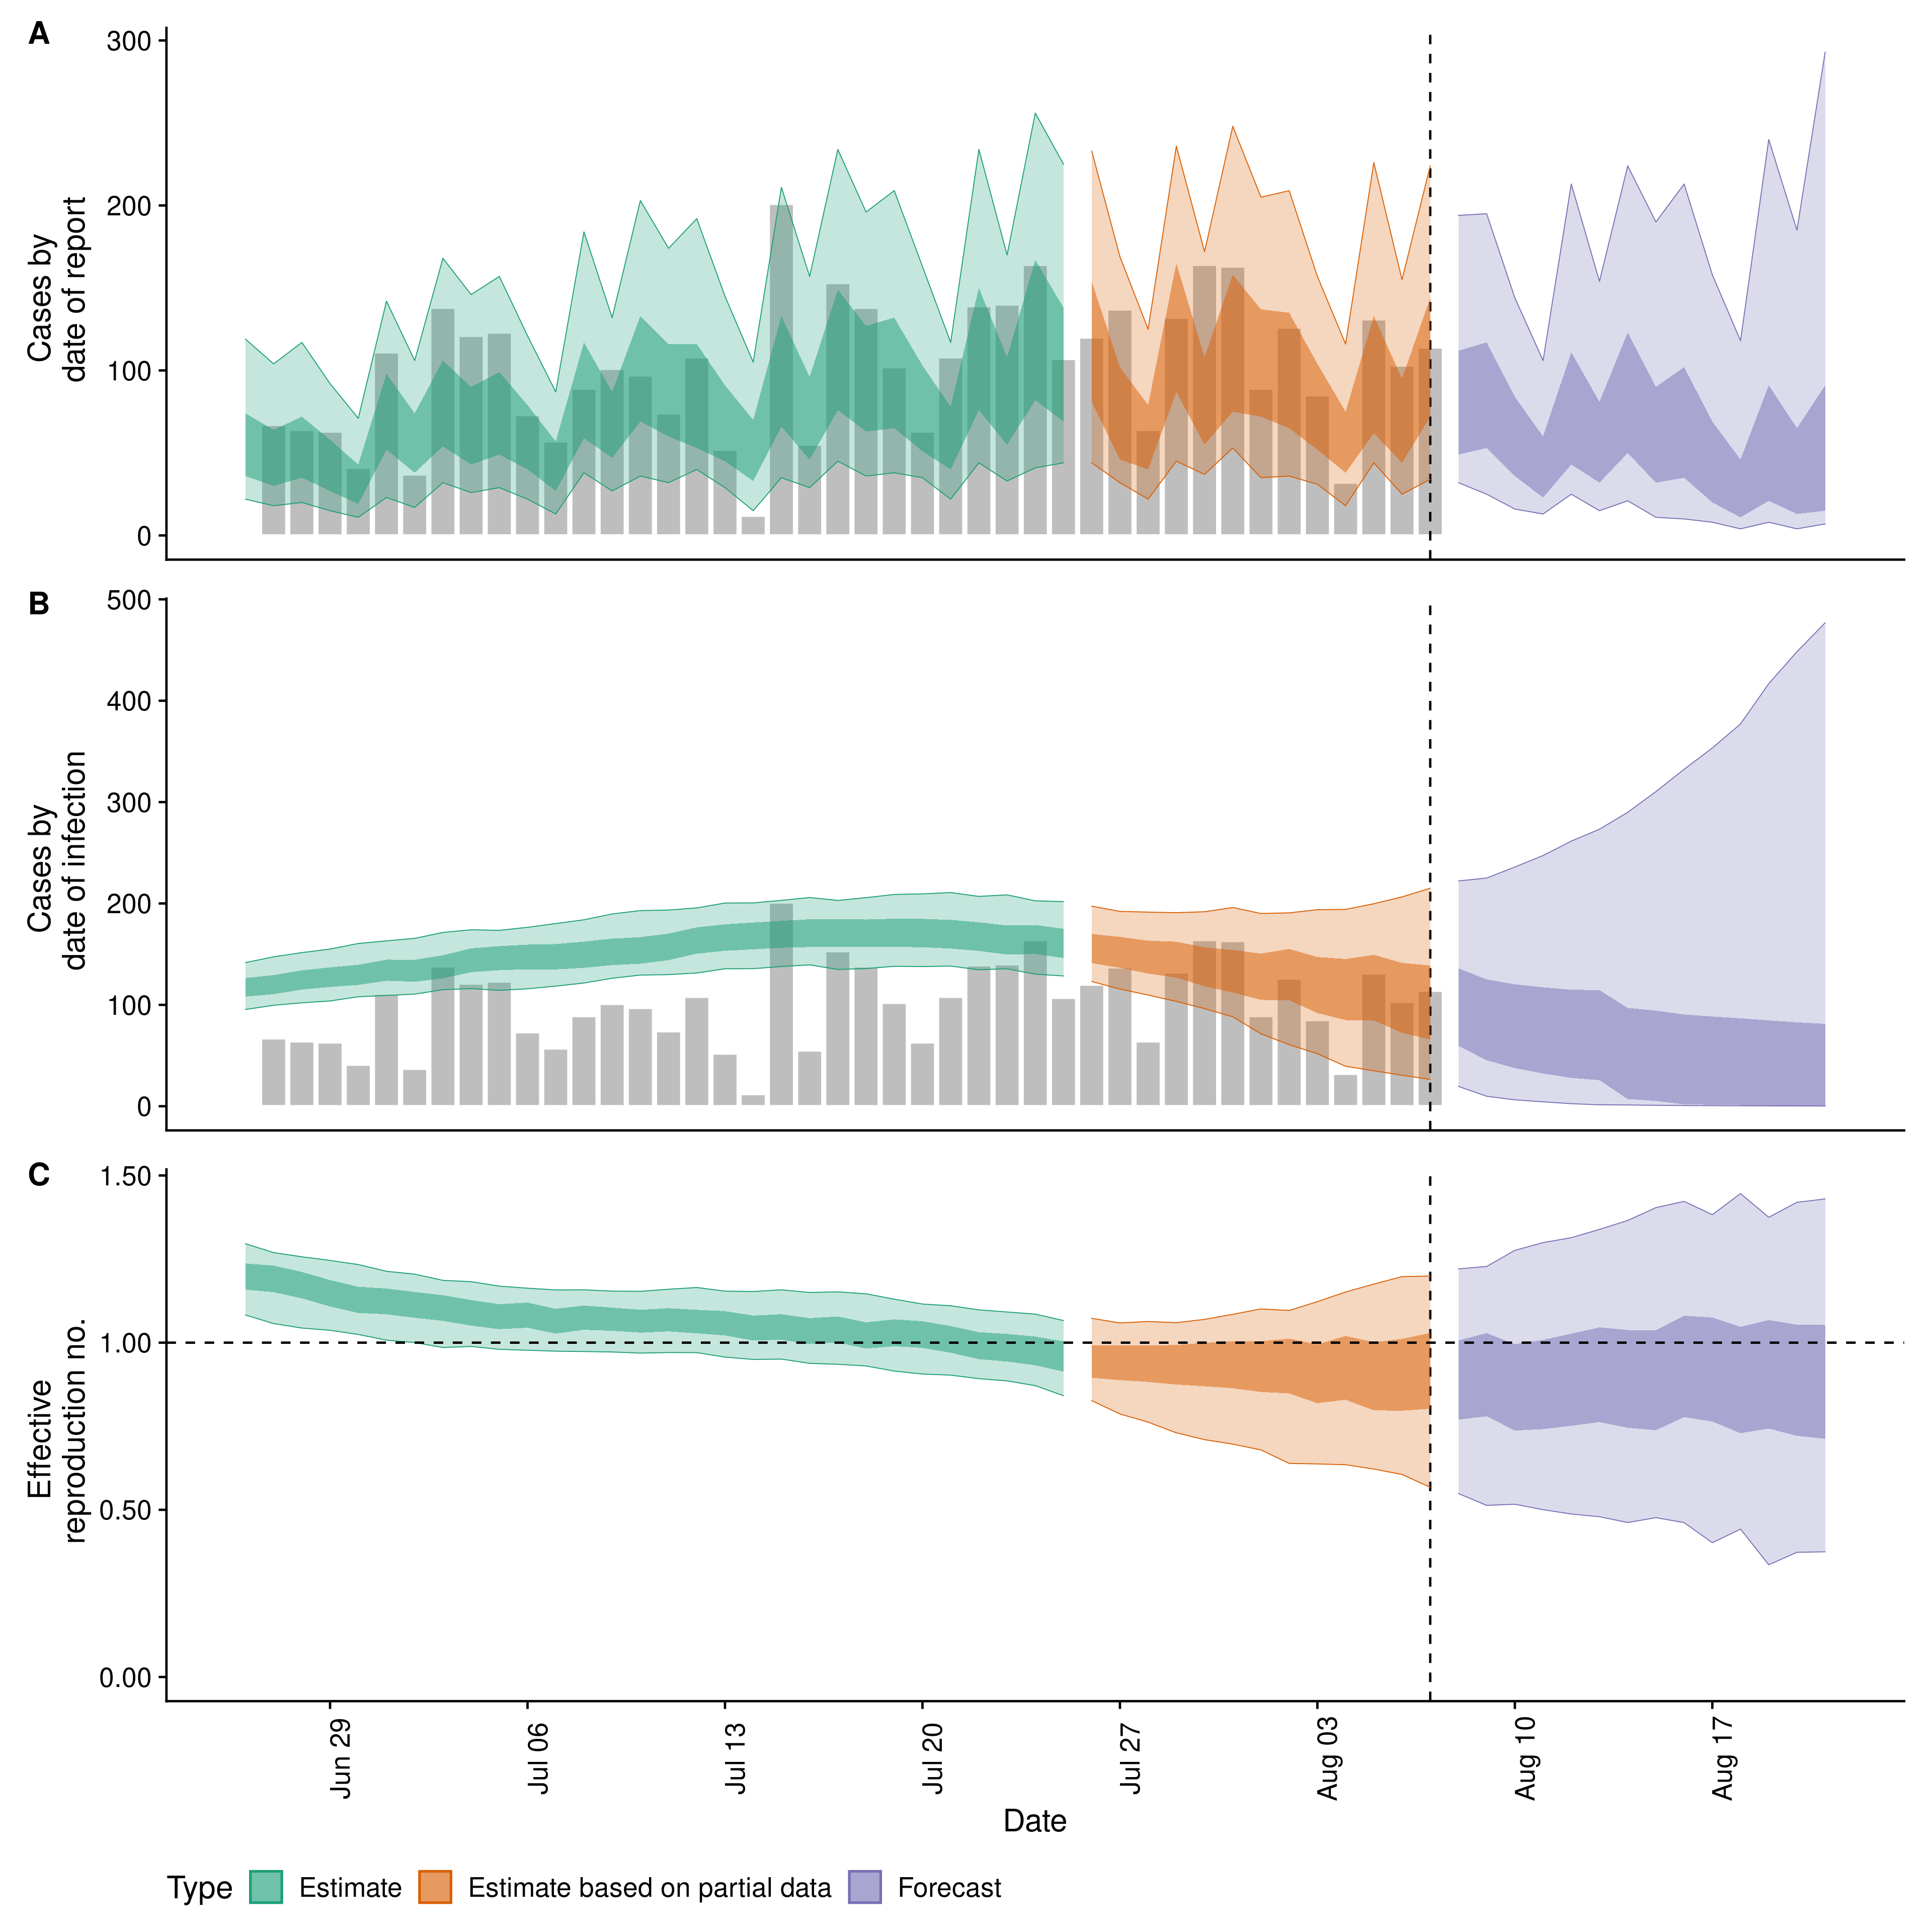 A
300
200
100
0
Cases by
date of report
B
500
400
300
200
100
0
Cases by
date of infection
C
1.50
1.00
0.50
0.00
Effective
reproduction no.
Jun 29
Jul 06
Jul 13
Jul 20
Jul 27
Aug 03
Aug 10
Aug 17
Date
Type Estimate Estimate based on partial data Forecast